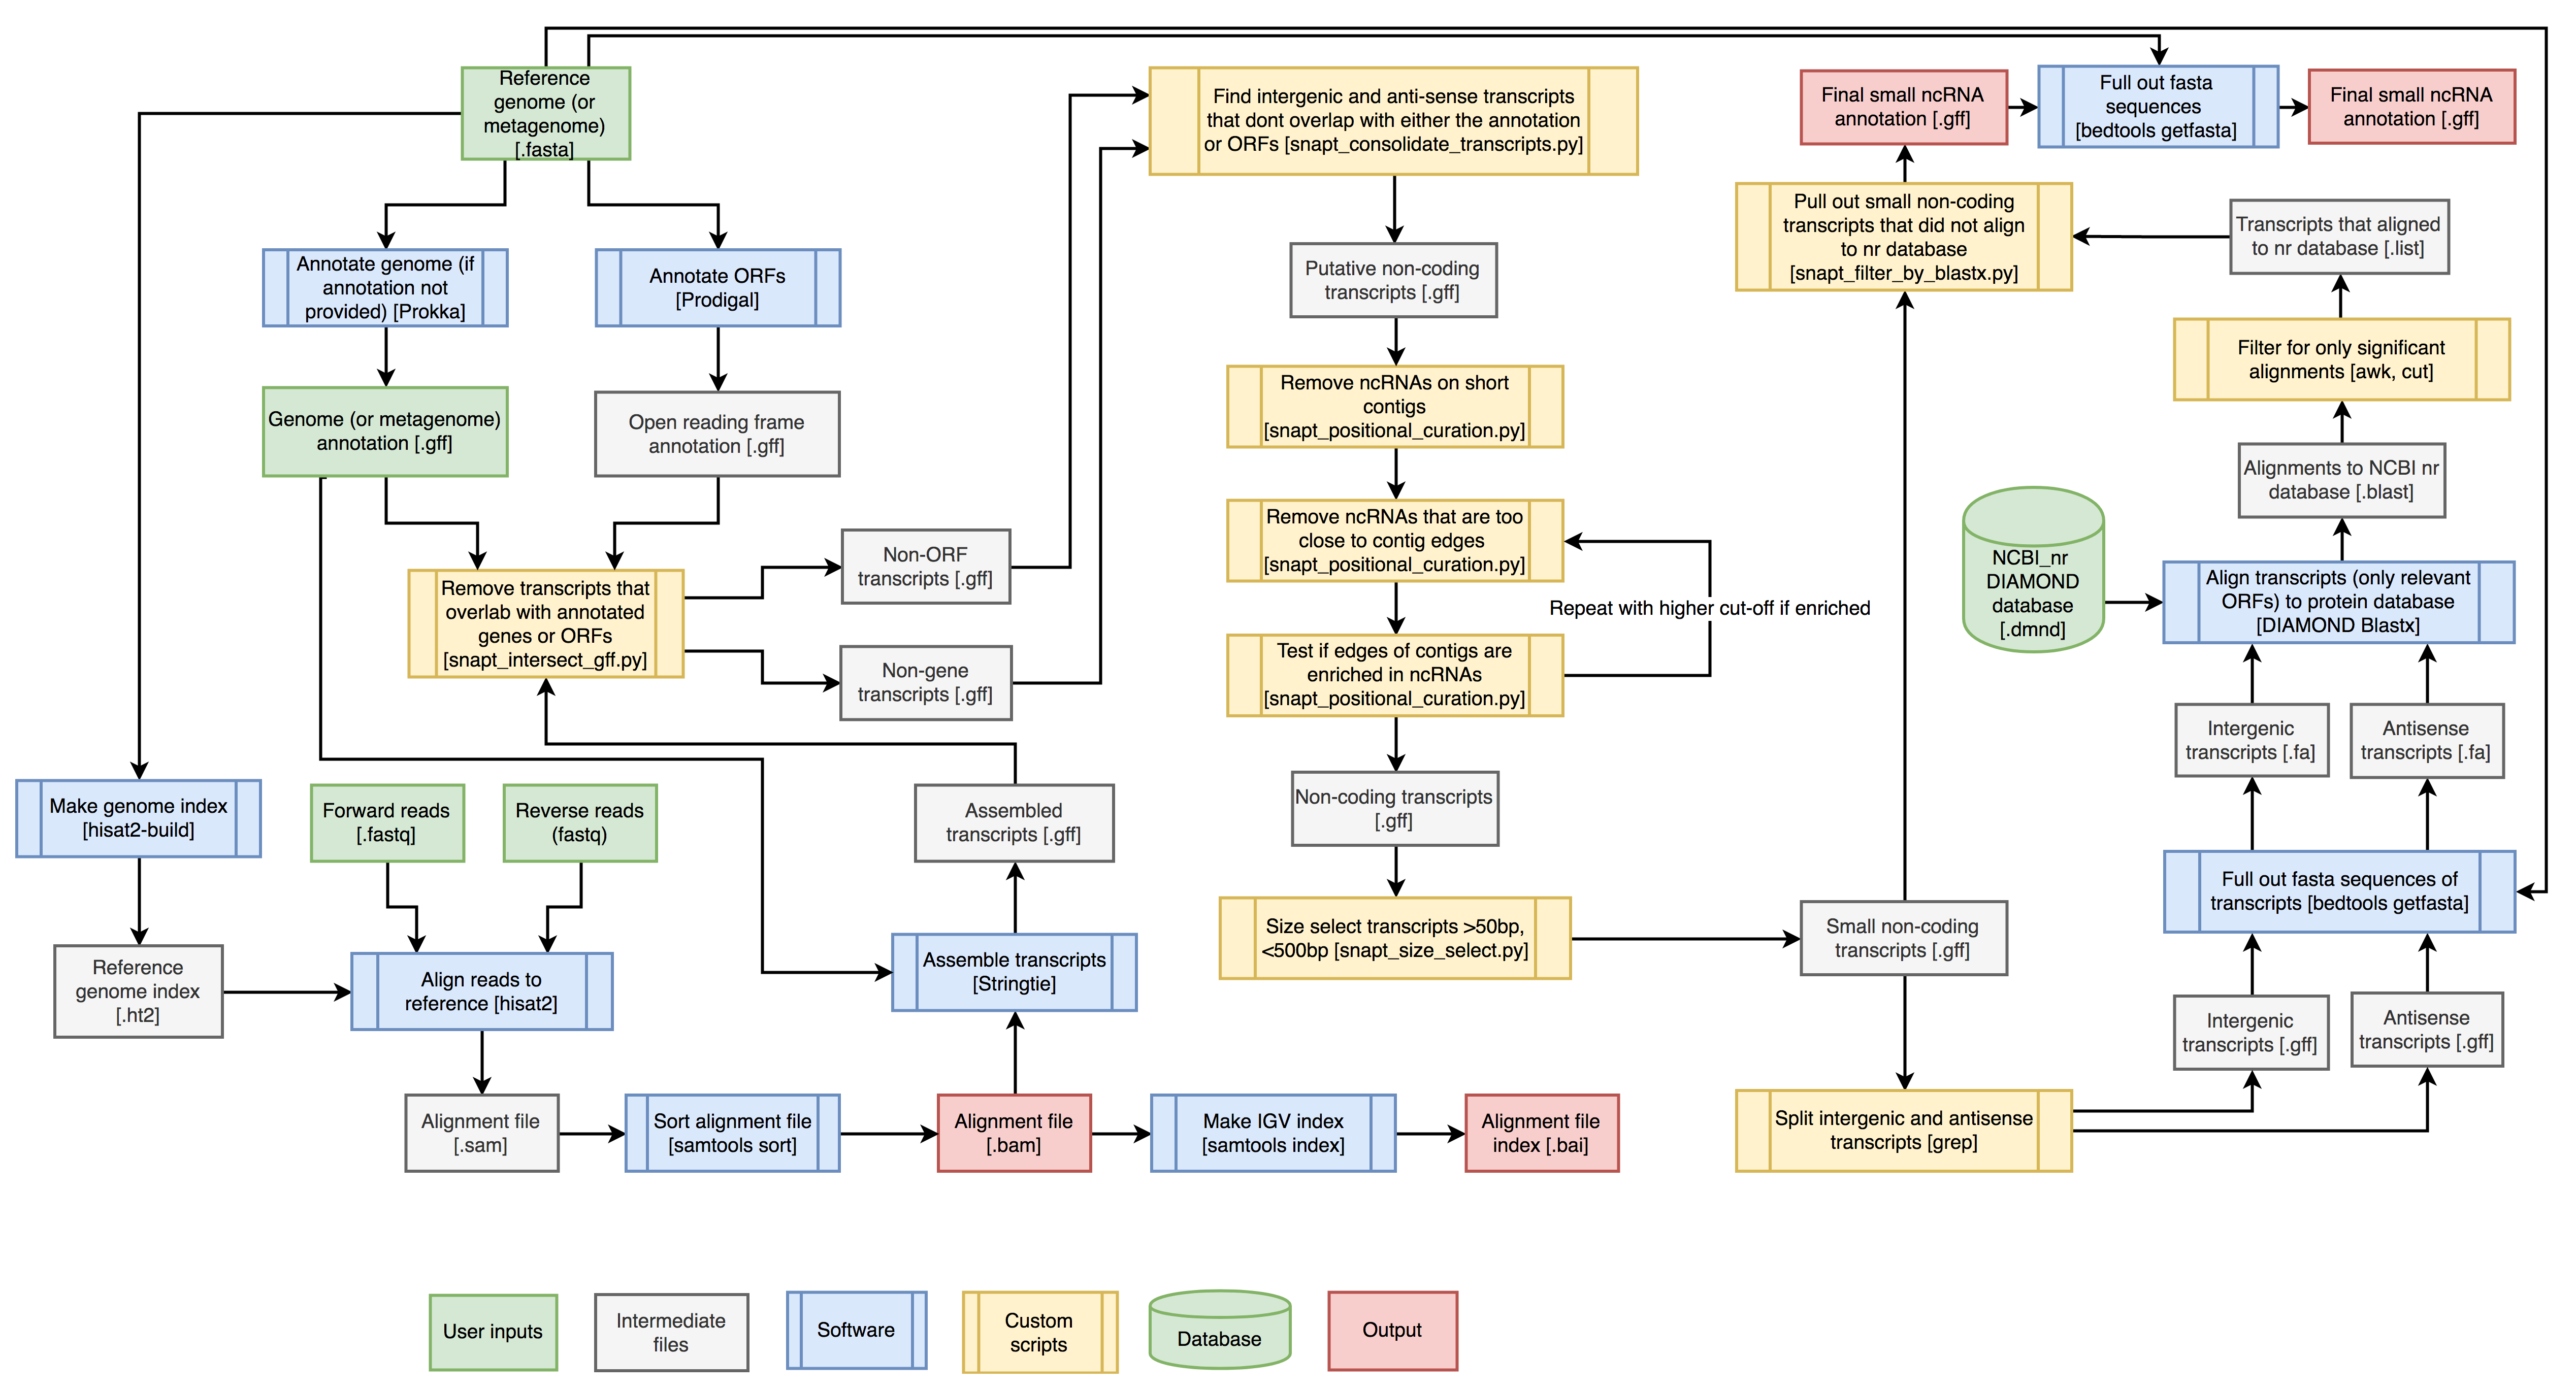 Reference
genome (or
metagenome)
[.fasta]
Annotate genome (if
annotation not
provided) [Prokka]
Annotate ORFs
[Prodigal]
Genome (or metagenome)
annotation [.gff]
Open reading frame
annotation [.gff]
Remove transcripts that
overlab with annotated
genes or ORFs
[snapt_intersect_gff.py]
Non-ORF
transcripts [.gff]
Non-gene
transcripts [.gff]
Make genome index
[hisat2-build]
Forward reads
[.fastq]
Reverse reads
(fastq)
Assembled
transcripts [.gff]
Reference
genome index
[.ht2]
Align reads to
reference [hisat2]
Assemble transcripts
[Stringtie]
Alignment file
[.sam]
Sort alignment file
[samtools sort]
Alignment file
[.bam]
Make IGV index
[samtools index]
Alignment file
index [.bai]
Find intergenic and anti-sense transcripts
that dont overlap with either the annotation
or ORFs [snapt_consolidate_transcripts.py]
Putative non-coding
transcripts [.gff]
Remove ncRNAs on short
contigs
[snapt_positional_curation.py]
Remove ncRNAs that are too
close to contig edges
[snapt_positional_curation.py]
Repeat with higher cut-off if enriched
Test if edges of contigs are
enriched in ncRNAs
[snapt_positional_curation.py]
Non-coding transcripts
[.gff]
Size select transcripts >50bp,
<500bp [snapt_size_select.py]
Small non-coding
transcripts [.gff]
Split intergenic and antisense
transcripts [grep]
Intergenic
transcripts [.gff]
Antisense
transcripts [.gff]
Full out fasta sequences of
transcripts [bedtools getfasta]
Intergenic
transcripts [.fa]
Antisense
transcripts [.fa]
NCBI_nr
DIAMOND
database
[.dmnd]
Align transcripts (only relevant
ORFs) to protein database
[DIAMOND Blastx]
Alignments to NCBI nr
database [.blast]
Filter for only significant
alignments [awk, cut]
Transcripts that aligned
to nr database [.list]
Pull out small non-coding
transcripts that did not align
to nr database
[snapt_filter_by_blastx.py]
Final small ncRNA
annotation [.gff]
Full out fasta
sequences
[bedtools getfasta]
Final small ncRNA
annotation [.gff]
User inputs
Intermediate
files
Software
Custom
scripts
Database
Output